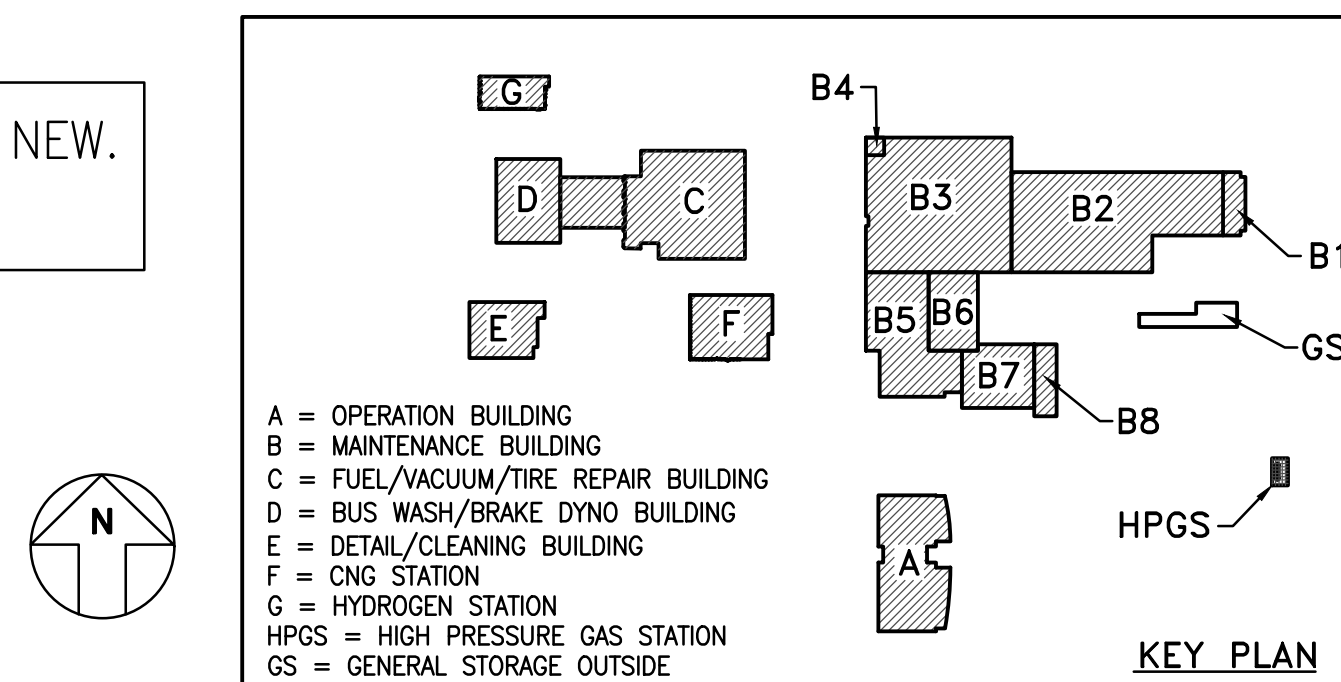 NEW.
N
G
B4
D
C
B3
B2
B1
E
F
B5
B6
GS
B7
B8
A = OPERATION BUILDING
B = MAINTENANCE BUILDING
C = FUEL/VACUUM/TIRE REPAIR BUILDING
D = BUS WASH/BRAKE DYNO BUILDING
E = DETAIL/CLEANING BUILDING
F = CNG STATION
G = HYDROGEN STATION
HPGS = HIGH PRESSURE GAS STATION
GS = GENERAL STORAGE OUTSIDE
HPGS
A
KEY PLAN